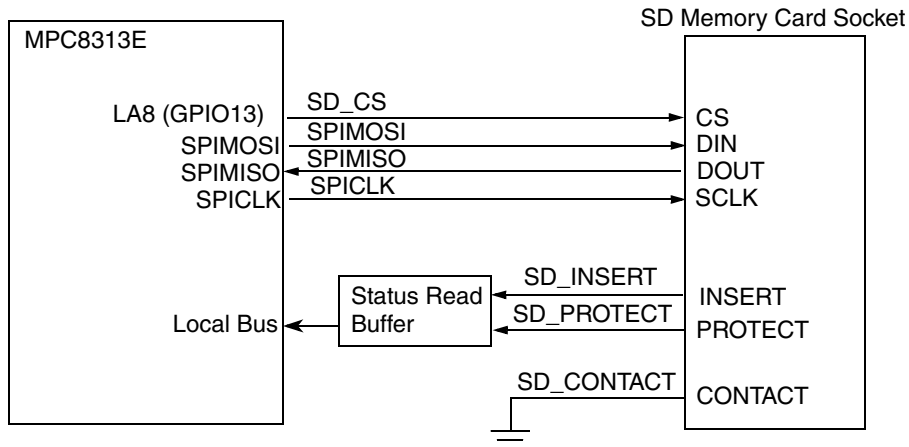 SD Memory Card Socket
MPC8313E
LA8 (GPIO13)
SD_CS
CS
SPIMOSI
SPIMOSI
DIN
SPIMISO
SPIMISO
DOUT
SPICLK
SPICLK
SCLK
Local Bus
Status Read
Buffer
SD_INSERT
INSERT
SD_PROTECT
PROTECT
SD_CONTACT
CONTACT